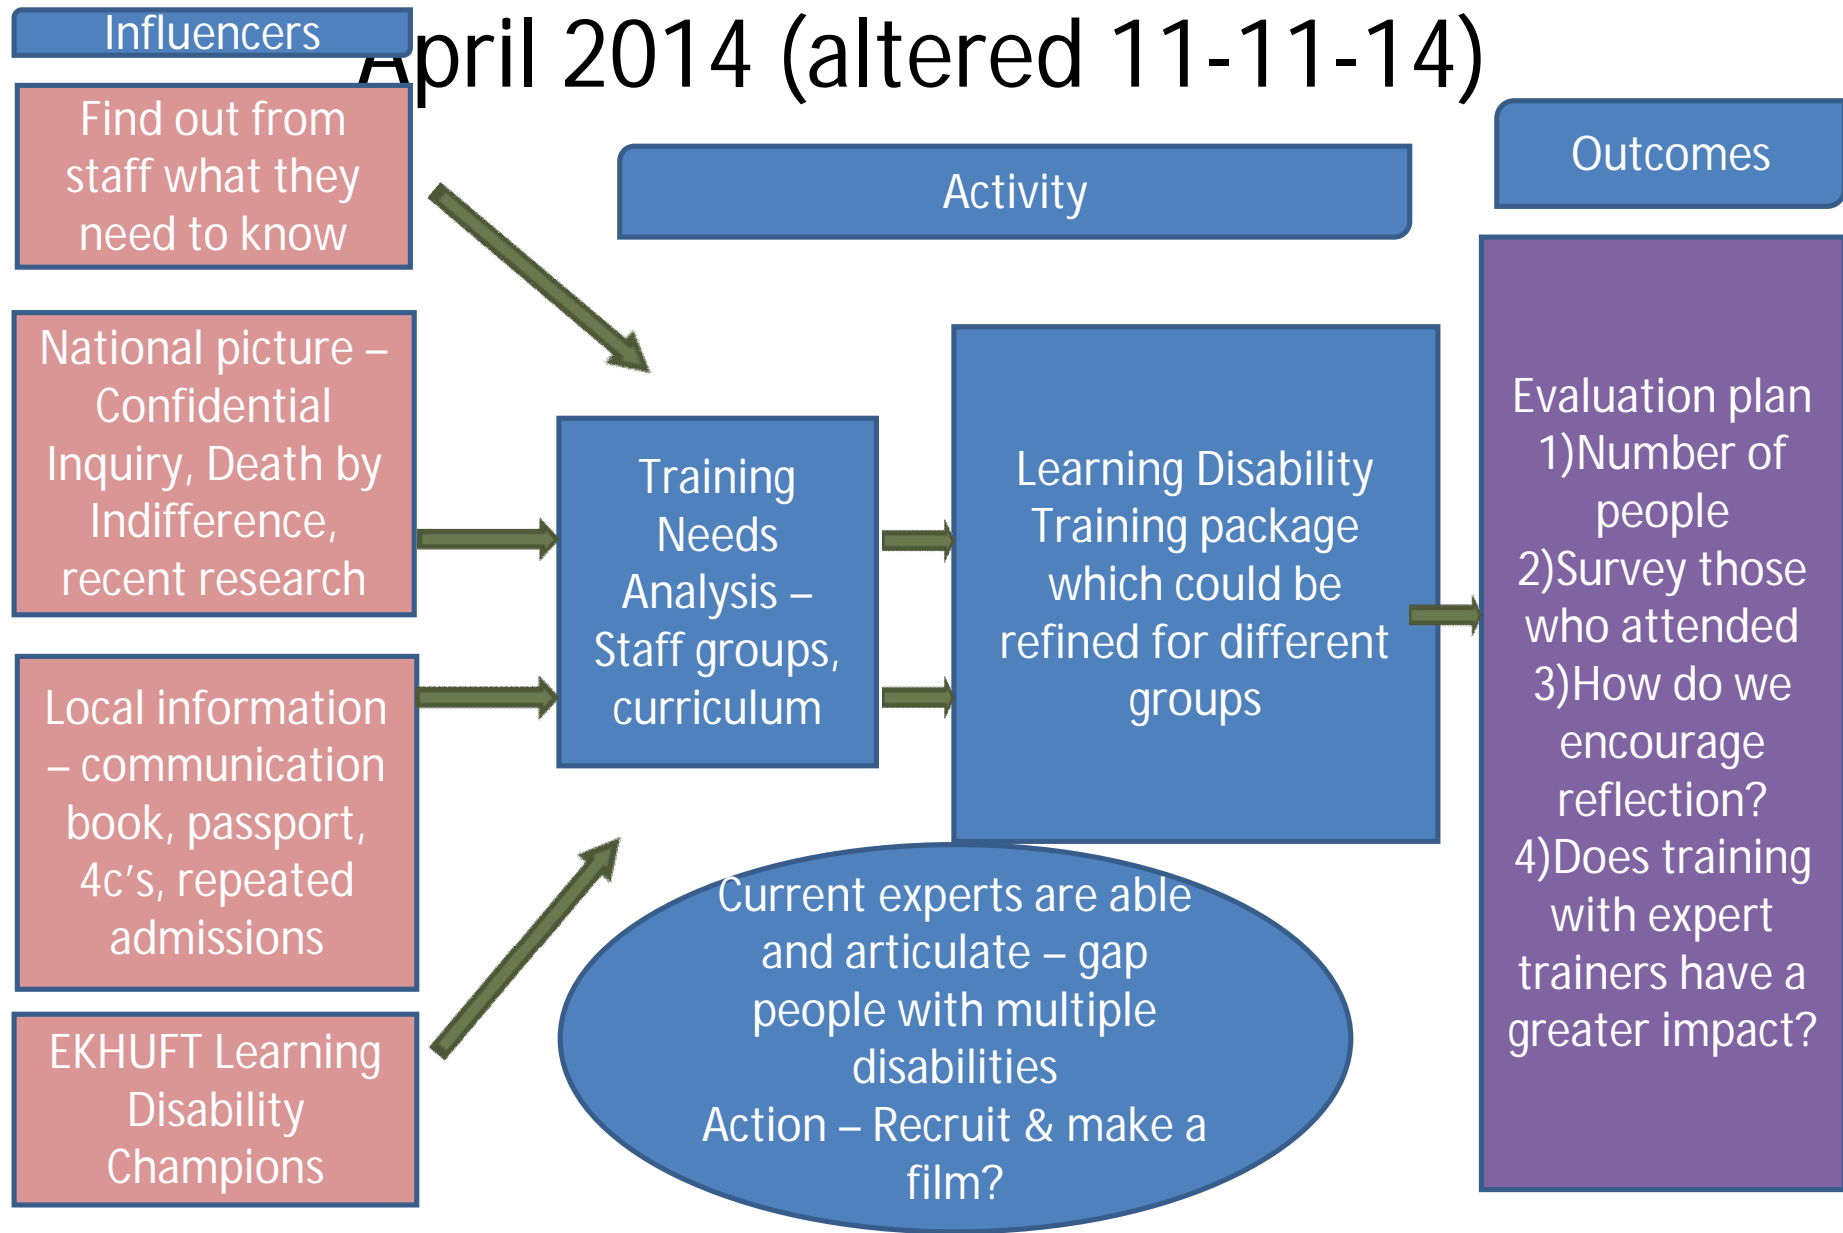 April 2014 (altered 11-11-14)
Influencers
Find out from
staff what they
need to know
National picture –
Confidential
Inquiry, Death by
Indifference,
recent research
Local information
– communication
book, passport,
4c's, repeated
admissions
EKHUFT Learning
Disability
Champions
Activity
Training
Needs
Analysis –
Staff groups,
curriculum
Learning Disability
Training package
which could be
refined for different
groups
Current experts are able
and articulate – gap
people with multiple
disabilities
Action – Recruit & make a
film?
Outcomes
Evaluation plan
1)Number of
people
2)Survey those
who attended
3)How do we
encourage
reflection?
4)Does training
with expert
trainers have a
greater impact?